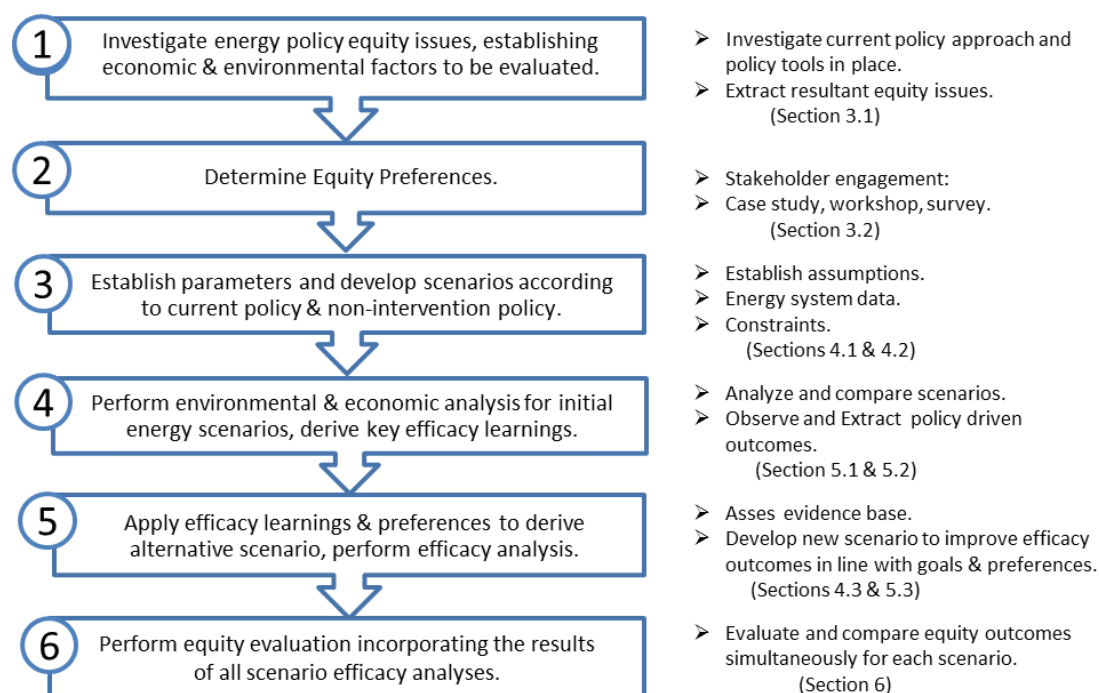 1
Investigate energy policy equity issues, establishing
economic & environmental factors to be evaluated.
➢ Investigate current policy approach and
policy tools in place.
➢ Extract resultant equity issues.
(Section 3.1)
2
Determine Equity Preferences.
➢ Stakeholder engagement:
➢ Case study, workshop, survey.
(Section 3.2)
3
Establish parameters and develop scenarios according
to current policy & non-intervention policy.
➢ Establish assumptions.
➢ Energy system data.
➢ Constraints.
(Sections 4.1 & 4.2)
4
Perform environmental & economic analysis for initial
energy scenarios, derive key efficacy learnings.
➢ Analyze and compare scenarios.
➢ Observe and Extract policy driven
outcomes.
(Section 5.1 & 5.2)
5
Apply efficacy learnings & preferences to derive
alternative scenario, perform efficacy analysis.
➢ Asses evidence base.
➢ Develop new scenario to improve efficacy
outcomes in line with goals & preferences.
(Sections 4.3 & 5.3)
6
Perform equity evaluation incorporating the results
of all scenario efficacy analyses.
➢ Evaluate and compare equity outcomes
simultaneously for each scenario.
(Section 6)